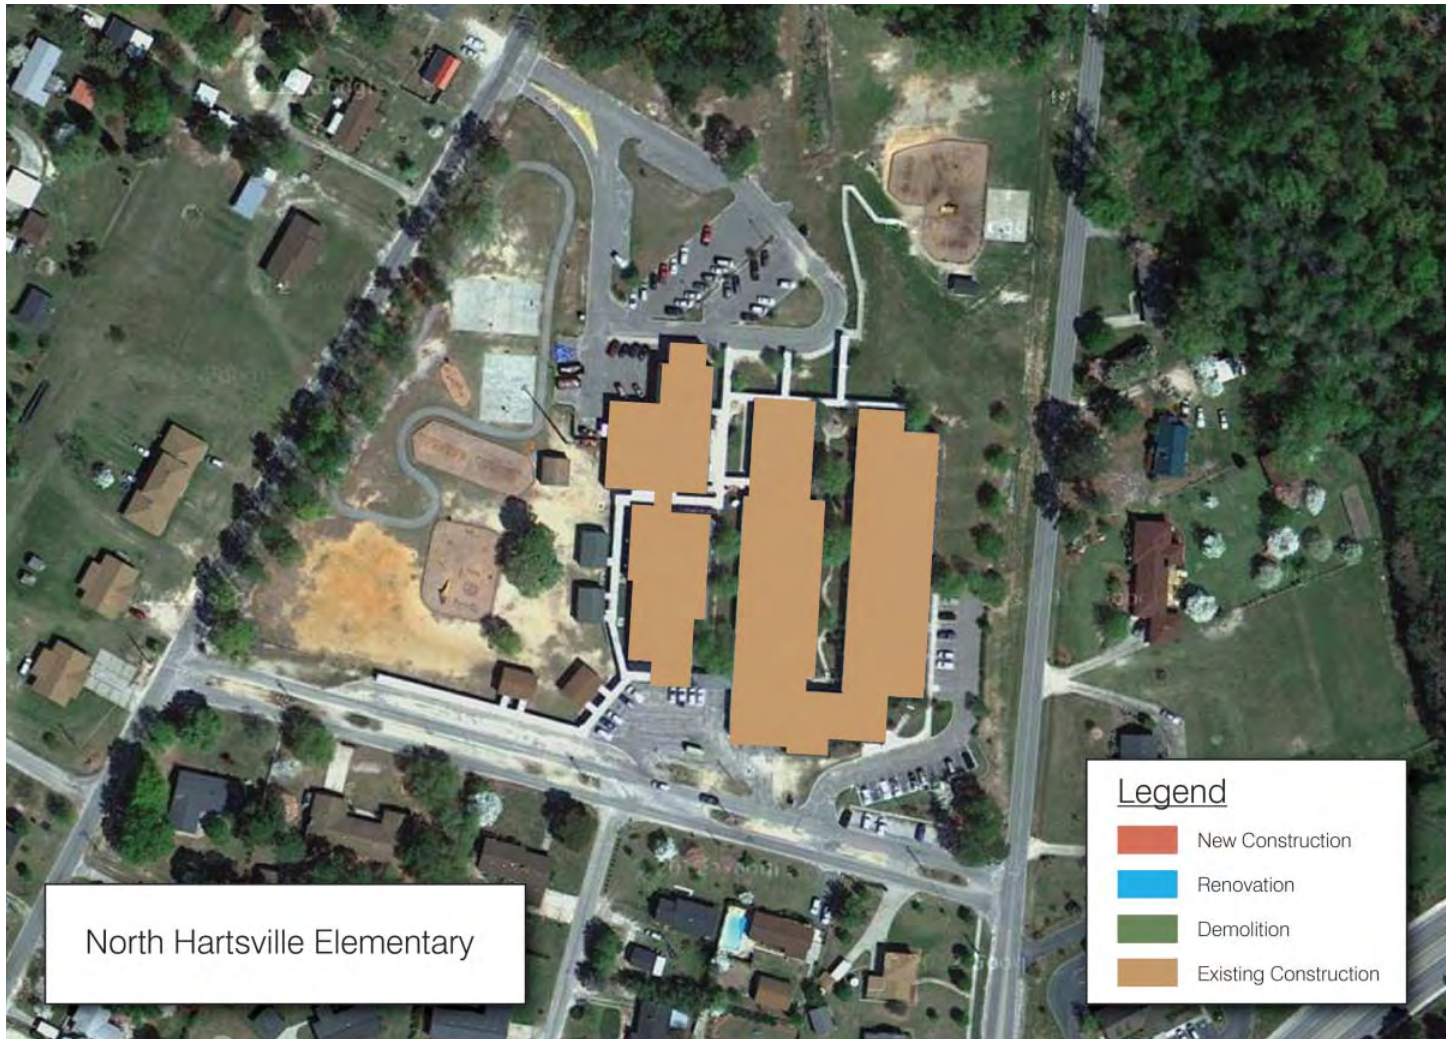 Legend
New Construction
Renovation
Demolition
Existing Construction
North Hartsville Elementary